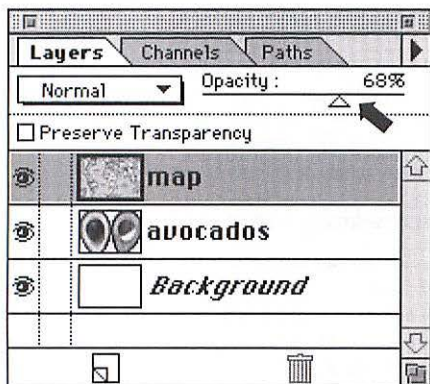 Layers Channels Paths
Normal Opacity: 68%
Preserve Transparency
map
avocados
Background